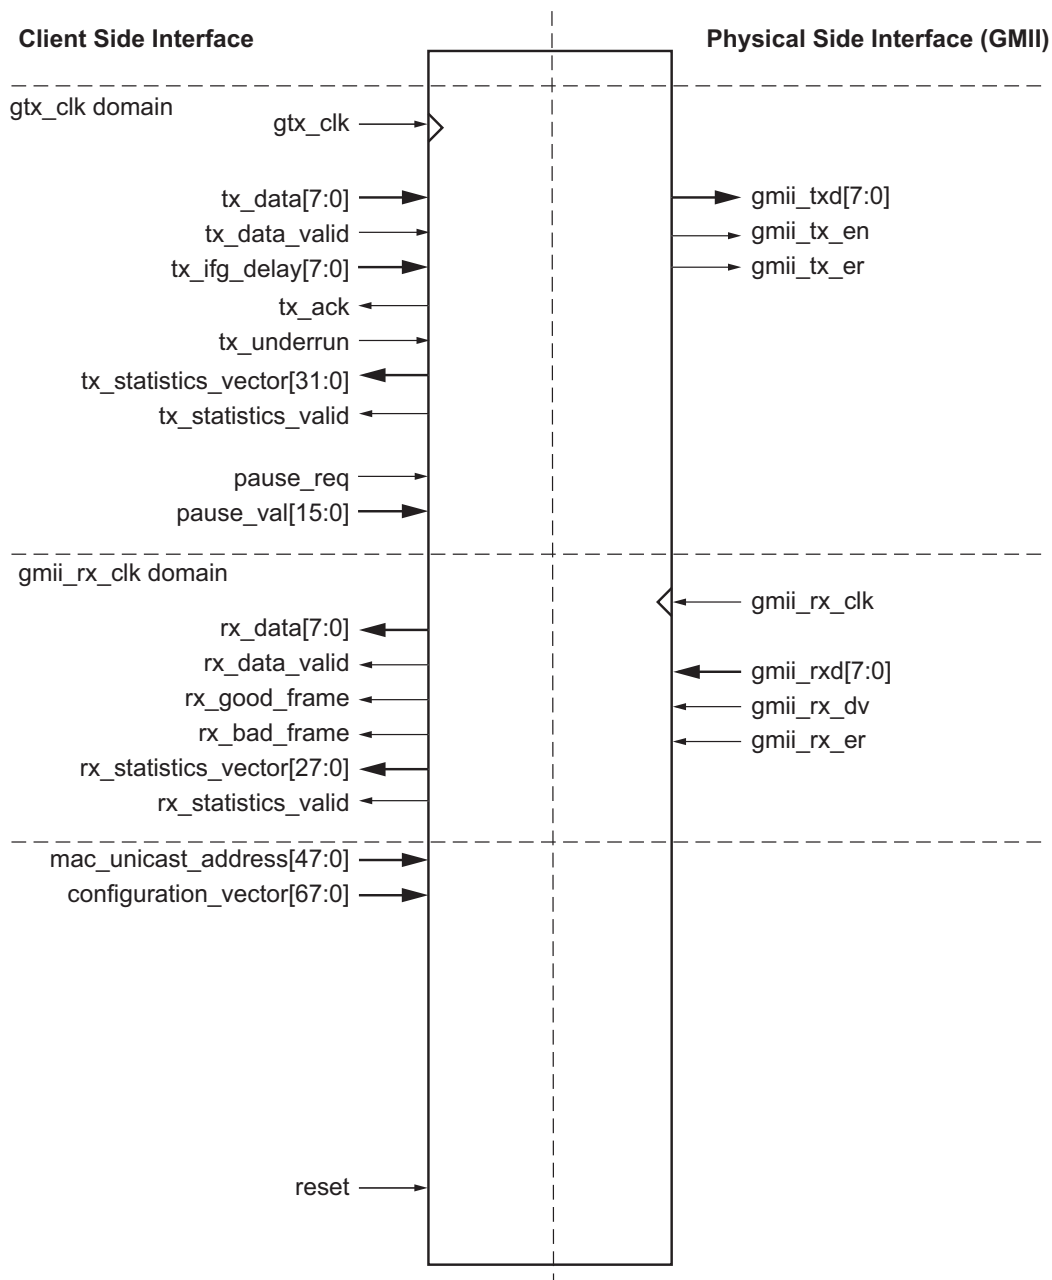 Client Side Interface
Physical Side Interface (GMII)
gtx_clk domain
gtx_clk
tx_data[7:0]
tx_data_valid
tx_ifg_delay[7:0]
tx_ack
tx_underrun
tx_statistics_vector[31:0]
tx_statistics_valid
pause_req
pause_val[15:0]
gmii_txd[7:0]
gmii_tx_en
gmii_tx_er
gmii_rx_clk domain
rx_data[7:0]
rx_data_valid
rx_good_frame
rx_bad_frame
rx_statistics_vector[27:0]
rx_statistics_valid
gmii_rx_clk
gmii_rxd[7:0]
gmii_rx_dv
gmii_rx_er
mac_unicast_address[47:0]
configuration_vector[67:0]
reset